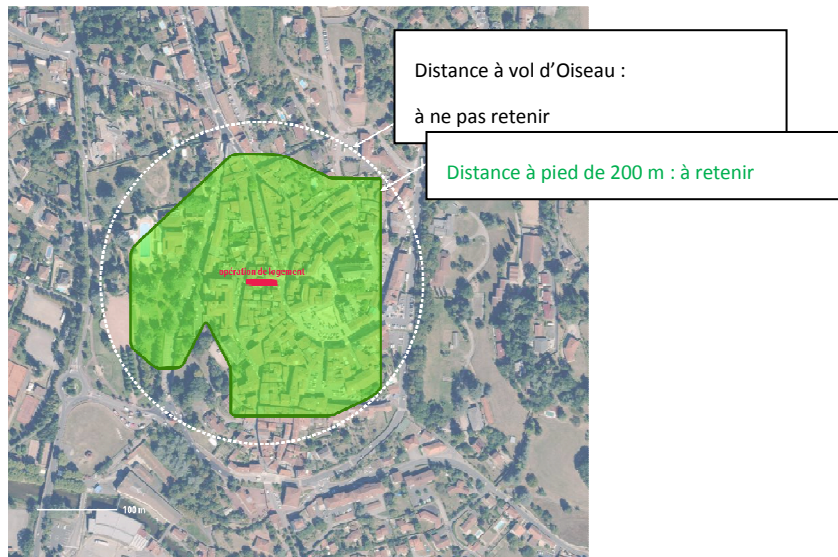 Distance à vol d’Oiseau :
à ne pas retenir
Distance à pied de 200 m : à retenir
opération de logement
100 m